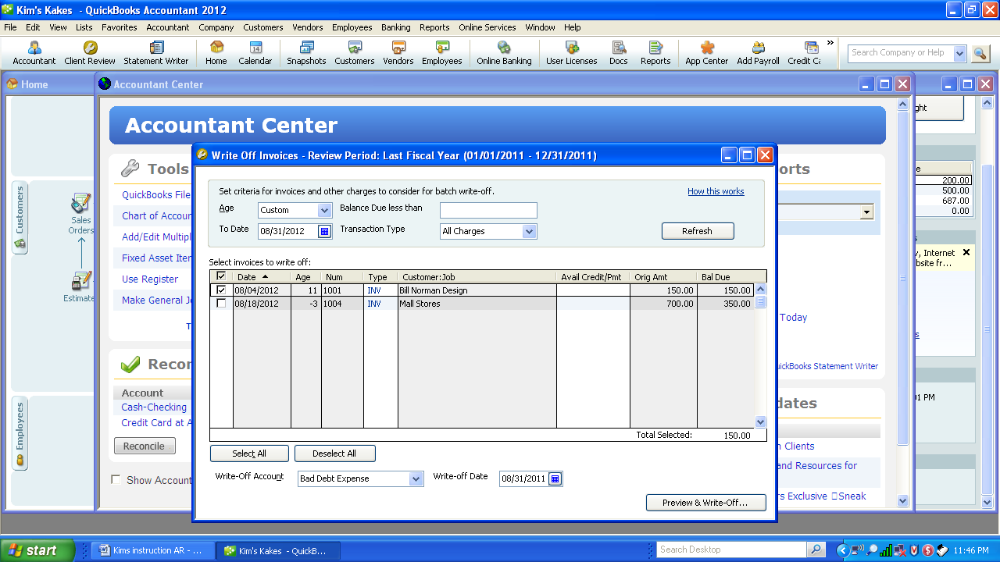 Kim's Kakes - QuickBooks Accountant 2012
File Edit View Lists Favorites Accountant Company Customers Vendors Employees Banking Reports Online Services Window Help
Accountant Client Review Statement Writer Home Calendar Snapshots Customers Vendors Employees Online Banking User Licenses Docs Reports App Center Add Payroll Credit Ca »
Search Company or Help
14
Home
Accountant Center
Accountant Center
Customers
Sales Orders
Estimate
Employees
Tools
QuickBooks File
Chart of Accour
Add/Edit Multipl
Fixed Asset Iter
Use Register
Make General J
T
Recor
Account
Cash-Checking
Credit Card at A
Reconcile
Show Account
Write Off Invoices - Review Period: Last Fiscal Year (01/01/2011 - 12/31/2011)
Set criteria for invoices and other charges to consider for batch write-off.
How this works
Age Custom Balance Due less than
To Date 08/31/2012 Transaction Type All Charges Refresh
Select invoices to write off:
Date Age Num Type Customer:Job Avail Credit/Pmt Orig Amt Bal Due
08/04/2012 11 1001 INV Bill Norman Design 150.00 150.00
08/18/2012 -3 1004 INV Mall Stores 700.00 350.00
Total Selected: 150.00
Select All Deselect All
Write-Off Account Bad Debt Expense Write-off Date 08/31/2011
Preview & Write-Off...
orts
Today
uickBooks Statement Writer
dates
n Clients
and Resources for
rs Exclusive Sneak
ght
e
200.00
500.00
687.00
0.00
s
y, Internet
bsite fr...
s
01 PM
start
Kims instruction AR - ...
Kim's Kakes - QuickB...
Search Desktop
11:46 PM